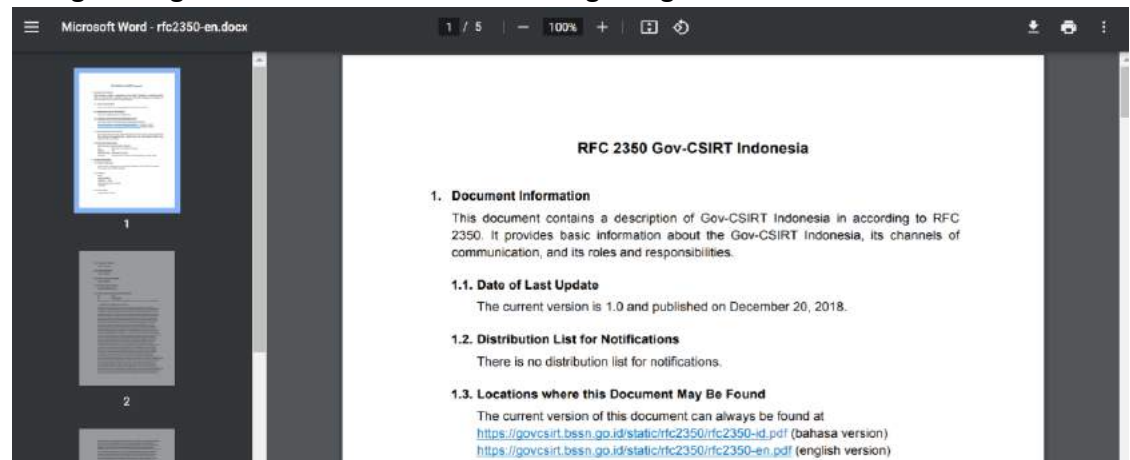 Microsoft Word - rfc2350-en.docx
1 / 5
100%
1
2
RFC 2350 Gov-CSIRT Indonesia
1. Document Information
This document contains a description of Gov-CSIRT Indonesia in according to RFC
2350. It provides basic information about the Gov-CSIRT Indonesia, its channels of
communication, and its roles and responsibilities.
1.1. Date of Last Update
The current version is 1.0 and published on December 20, 2018.
1.2. Distribution List for Notifications
There is no distribution list for notifications.
1.3. Locations where this Document May Be Found
The current version of this document can always be found at
https://govcsirt.bssn.go.id/static/rfc2350/rfc2350-id.pdf (bahasa version)
https://govcsirt.bssn.go.id/static/rfc2350/rfc2350-en.pdf (english version)